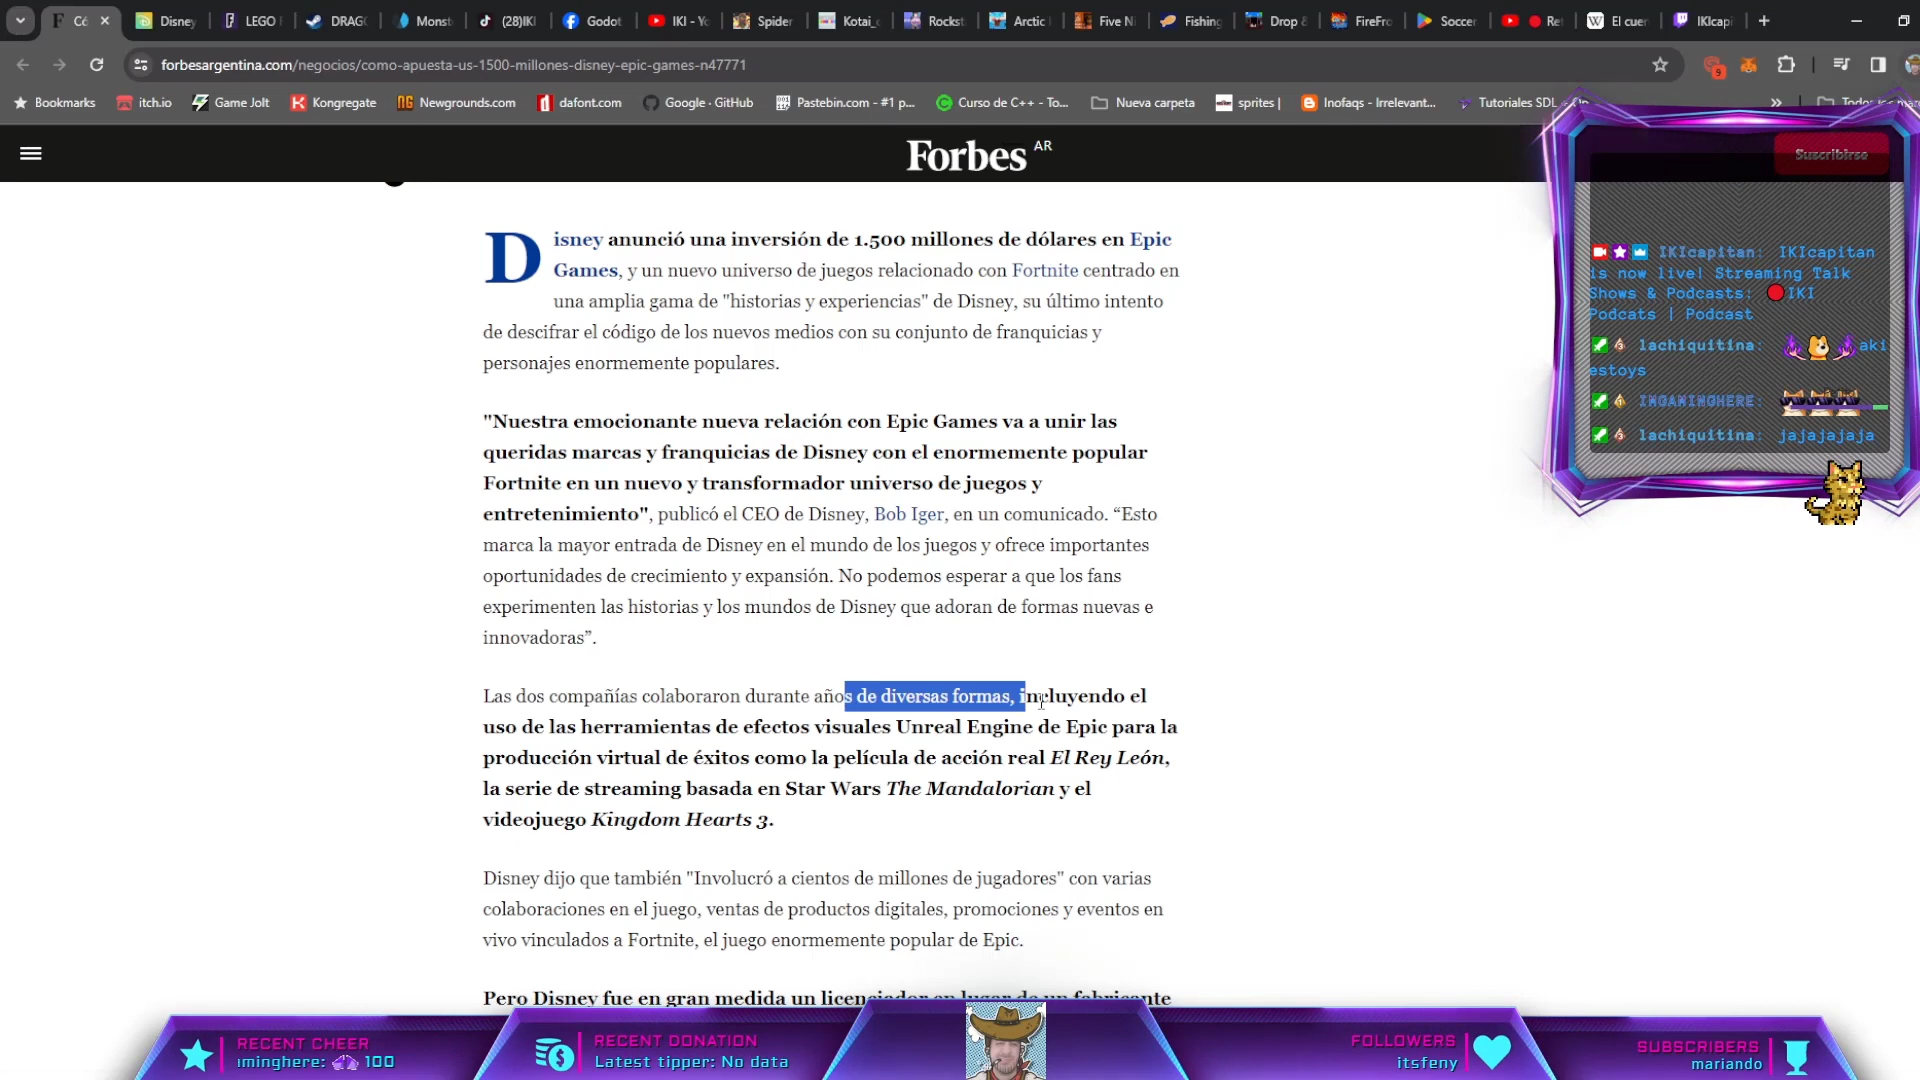 Có
Disney
LEGO
DRAG
Monst
(28)IKI
Godot
IKI - Yo
Spider
Kotai_
Rockst
Arctic
Five Ni
Fishing
Drop &
FireFro
Soccer
Re
El cuer
IKIcapi
forbesargentina.com/negocios/como-apuesta-us-1500-millones-disney-epic-games-n47771
9
Bookmarks
itch.io
Game Jolt
Kongregate
Newgrounds.com
dafont.com
Google · GitHub
Pastebin.com - #1 p...
Curso de C++ - To...
Nueva carpeta
sprites |
Inofaqs - Irrelevant...
Tutoriales SDL
Forbes AR
Suscribirse
Disney anunció una inversión de 1.500 millones de dólares en Epic
Games, y un nuevo universo de juegos relacionado con Fortnite centrado en
una amplia gama de "historias y experiencias" de Disney, su último intento
de descifrar el código de los nuevos medios con su conjunto de franquicias y
personajes enormemente populares.
"Nuestra emocionante nueva relación con Epic Games va a unir las
queridas marcas y franquicias de Disney con el enormemente popular
Fortnite en un nuevo y transformador universo de juegos y
entretenimiento", publicó el CEO de Disney, Bob Iger, en un comunicado. “Esto
marca la mayor entrada de Disney en el mundo de los juegos y ofrece importantes
oportunidades de crecimiento y expansión. No podemos esperar a que los fans
experimenten las historias y los mundos de Disney que adoran de formas nuevas e
innovadoras”.
Las dos compañías colaboraron durante años de diversas formas, incluyendo el
uso de las herramientas de efectos visuales Unreal Engine de Epic para la
producción virtual de éxitos como la película de acción real El Rey León,
la serie de streaming basada en Star Wars The Mandalorian y el
videojuego Kingdom Hearts 3.
Disney dijo que también "Involucró a cientos de millones de jugadores" con varias
colaboraciones en el juego, ventas de productos digitales, promociones y eventos en
vivo vinculados a Fortnite, el juego enormemente popular de Epic.
Pero Disney fue en gran medida un licenciador en lugar de un fabricante
IKIcapitan: IKIcapitan
is now live! Streaming Talk
Shows & Podcasts: IKI
Podcats | Podcast
lachiquitina: aki
estoys
INGAMINGHERE:
lachiquitina: jajajajaja
RECENT CHEER
iminghere: 100
RECENT DONATION
Latest tipper: No data
FOLLOWERS
itsfeny
SUBSCRIBERS
mariando